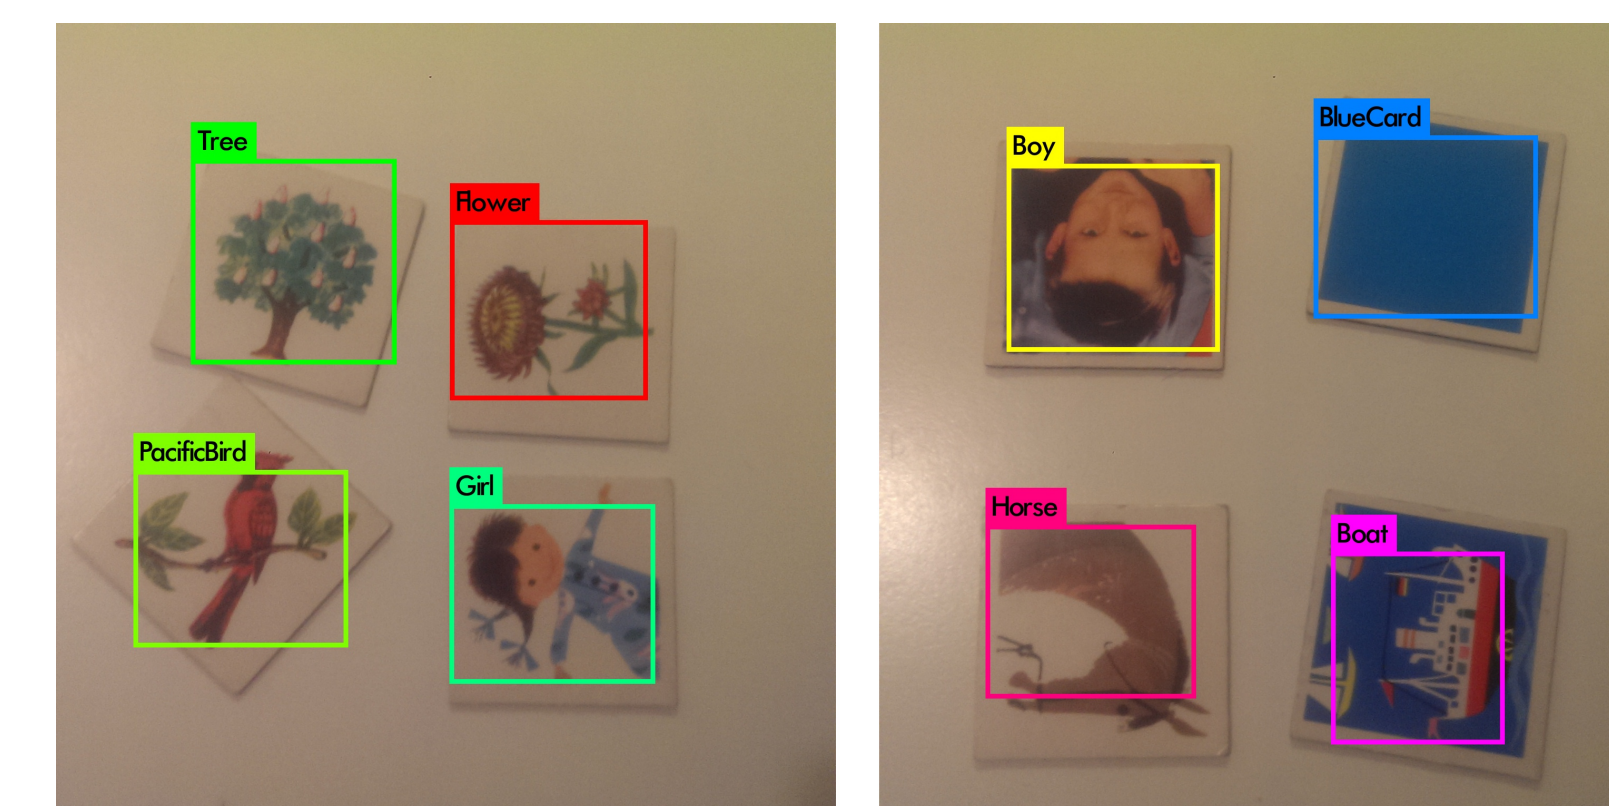 Tree
Flower
PacificBird
Girl
Boy
BlueCard
Horse
Boat